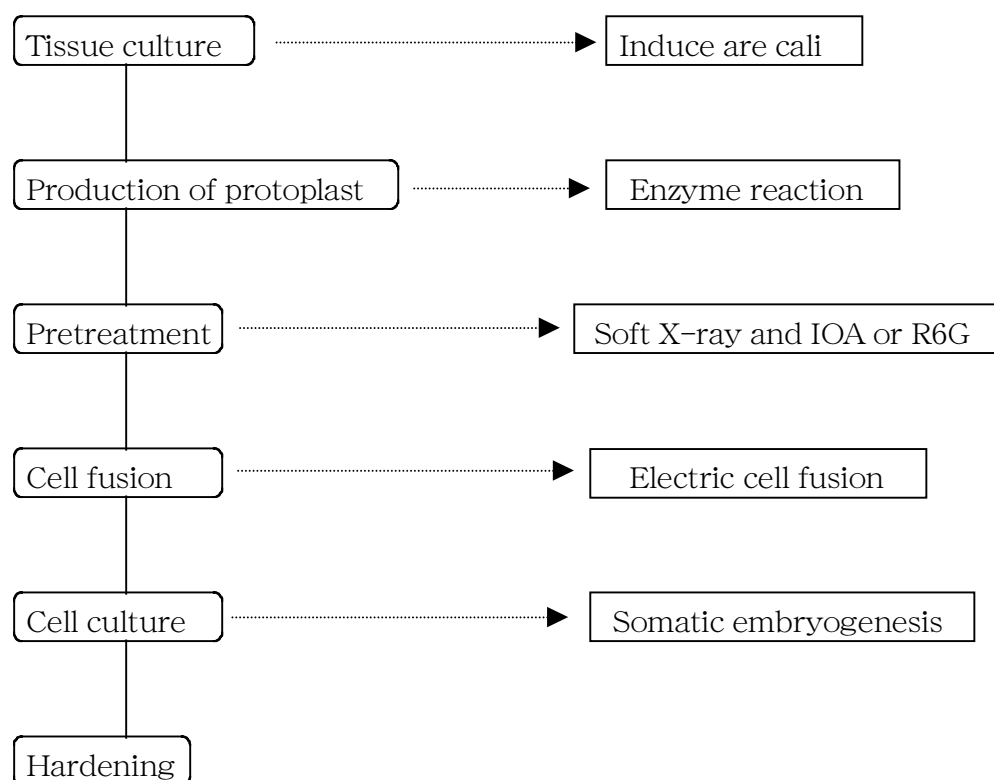 Tissue culture
Induce are cali
Production of protoplast
Enzyme reaction
Pretreatment
Soft X-ray and IOA or R6G
Cell fusion
Electric cell fusion
Cell culture
Somatic embryogenesis
Hardening